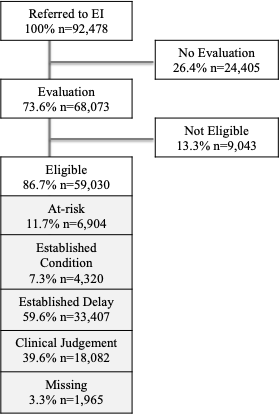 Referred to EI
100% n=92,478
No Evaluation
26.4% n=24,405
Evaluation
73.6% n=68,073
Not Eligible
13.3% n=9,043
Eligible
86.7% n=59,030
At-risk
11.7% n=6,904
Established
Condition
7.3% n=4,320
Established Delay
59.6% n=33,407
Clinical Judgement
39.6% n=18,082
Missing
3.3% n=1,965